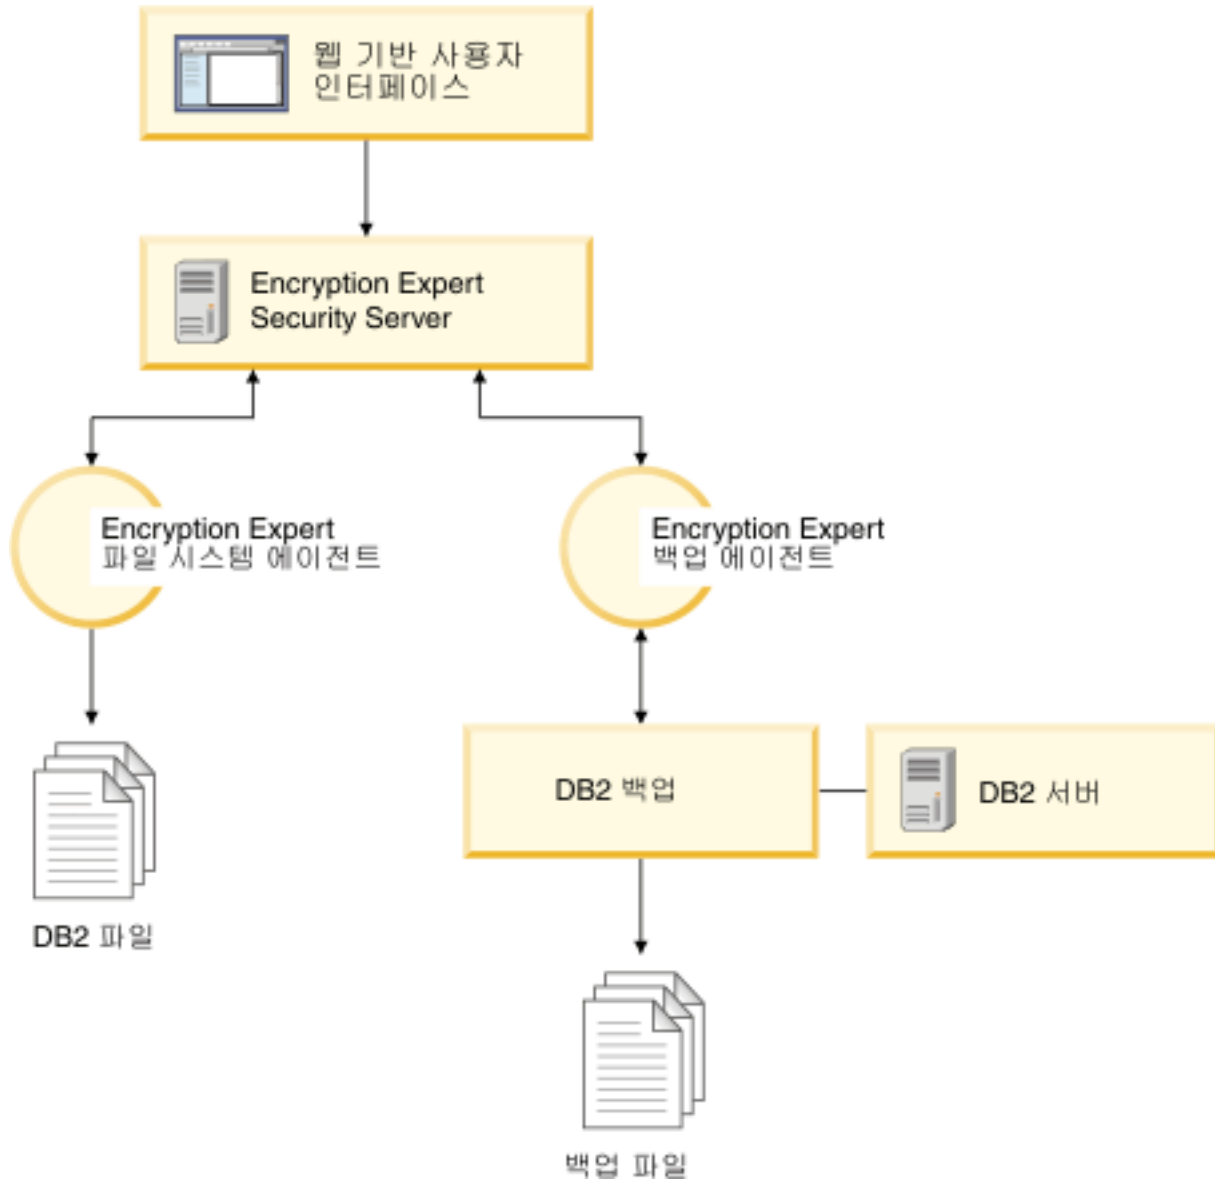 웹 기반 사용자
인터페이스
Encryption Expert
Security Server
Encryption Expert
파일 시스템 에이전트
Encryption Expert
백업 에이전트
DB2 백업
DB2 서버
DB2 파일
백업 파일